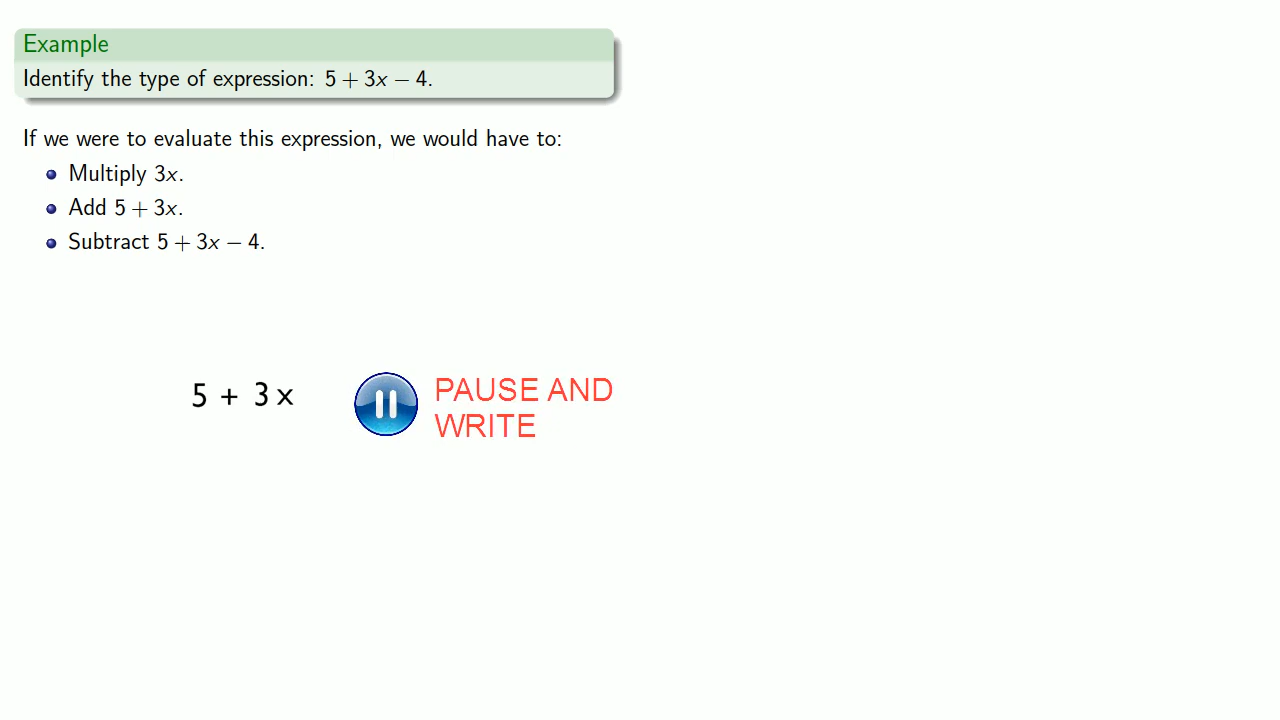 Example
Identify the type of expression: 5 + 3x − 4.
If we were to evaluate this expression, we would have to:
Multiply 3x.
Add 5 + 3x.
Subtract 5 + 3x − 4.
5 + 3x
PAUSE AND
WRITE